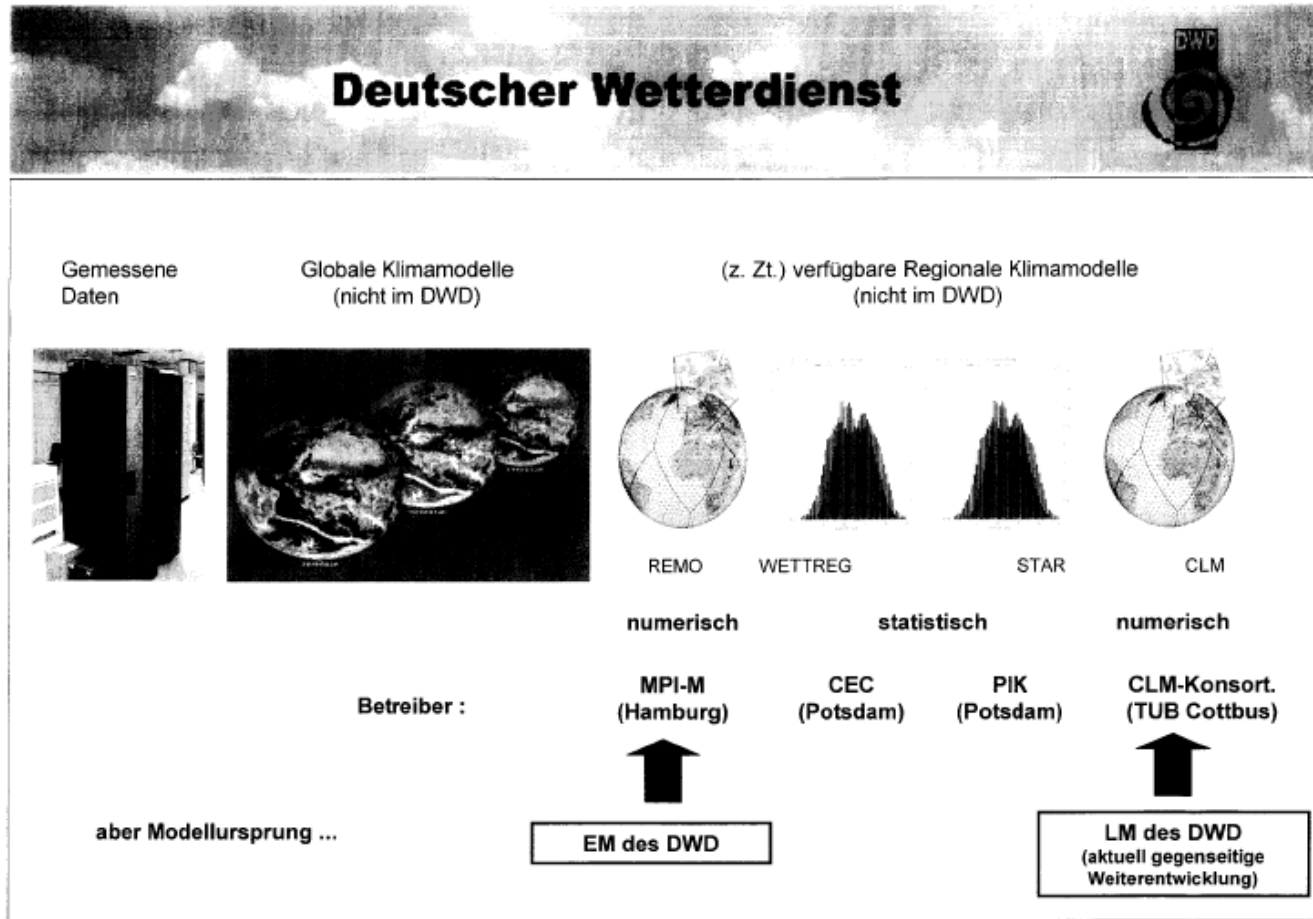 Deutscher Wetterdienst
DWD
Gemessene
Daten
Globale Klimamodelle
(nicht im DWD)
(z. Zt.) verfügbare Regionale Klimamodelle
(nicht im DWD)
REMO
WETTREG
STAR
CLM
numerisch
statistisch
numerisch
Betreiber :
MPI-M
(Hamburg)
CEC
(Potsdam)
PIK
(Potsdam)
CLM-Konsort.
(TUB Cottbus)
aber Modellursprung ...
EM des DWD
LM des DWD
(aktuell gegenseitige
Weiterentwicklung)